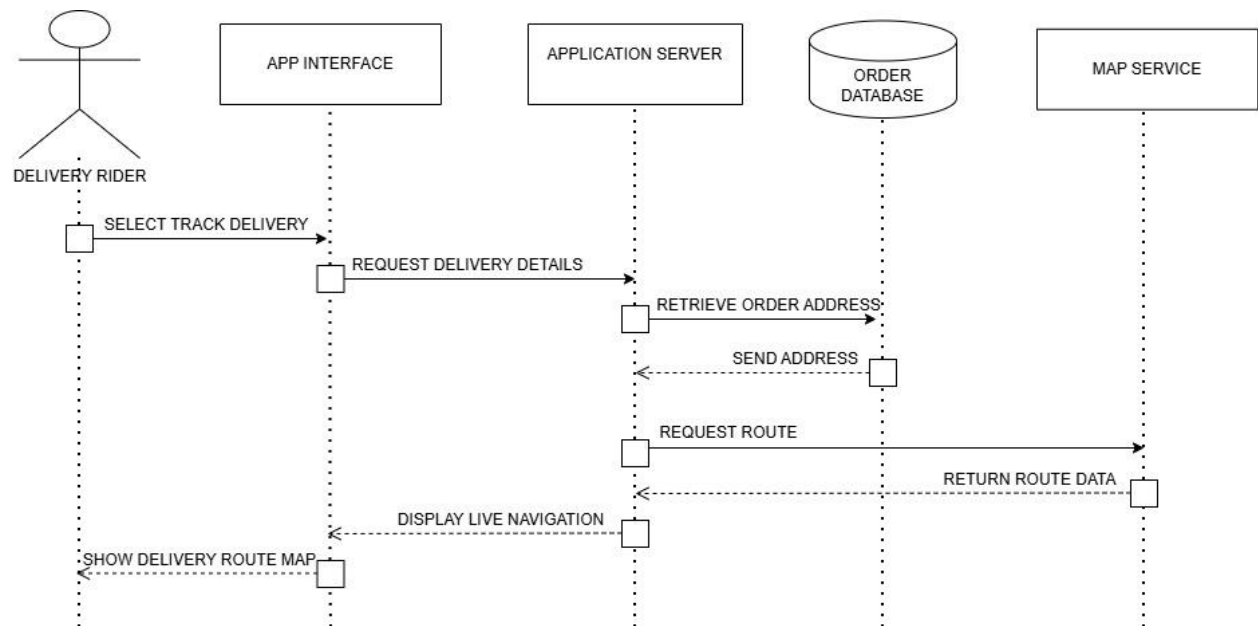 APP INTERFACE
APPLICATION SERVER
ORDER
DATABASE
MAP SERVICE
DELIVERY RIDER
SELECT TRACK DELIVERY
REQUEST DELIVERY DETAILS
RETRIEVE ORDER ADDRESS
SEND ADDRESS
REQUEST ROUTE
RETURN ROUTE DATA
DISPLAY LIVE NAVIGATION
SHOW DELIVERY ROUTE MAP